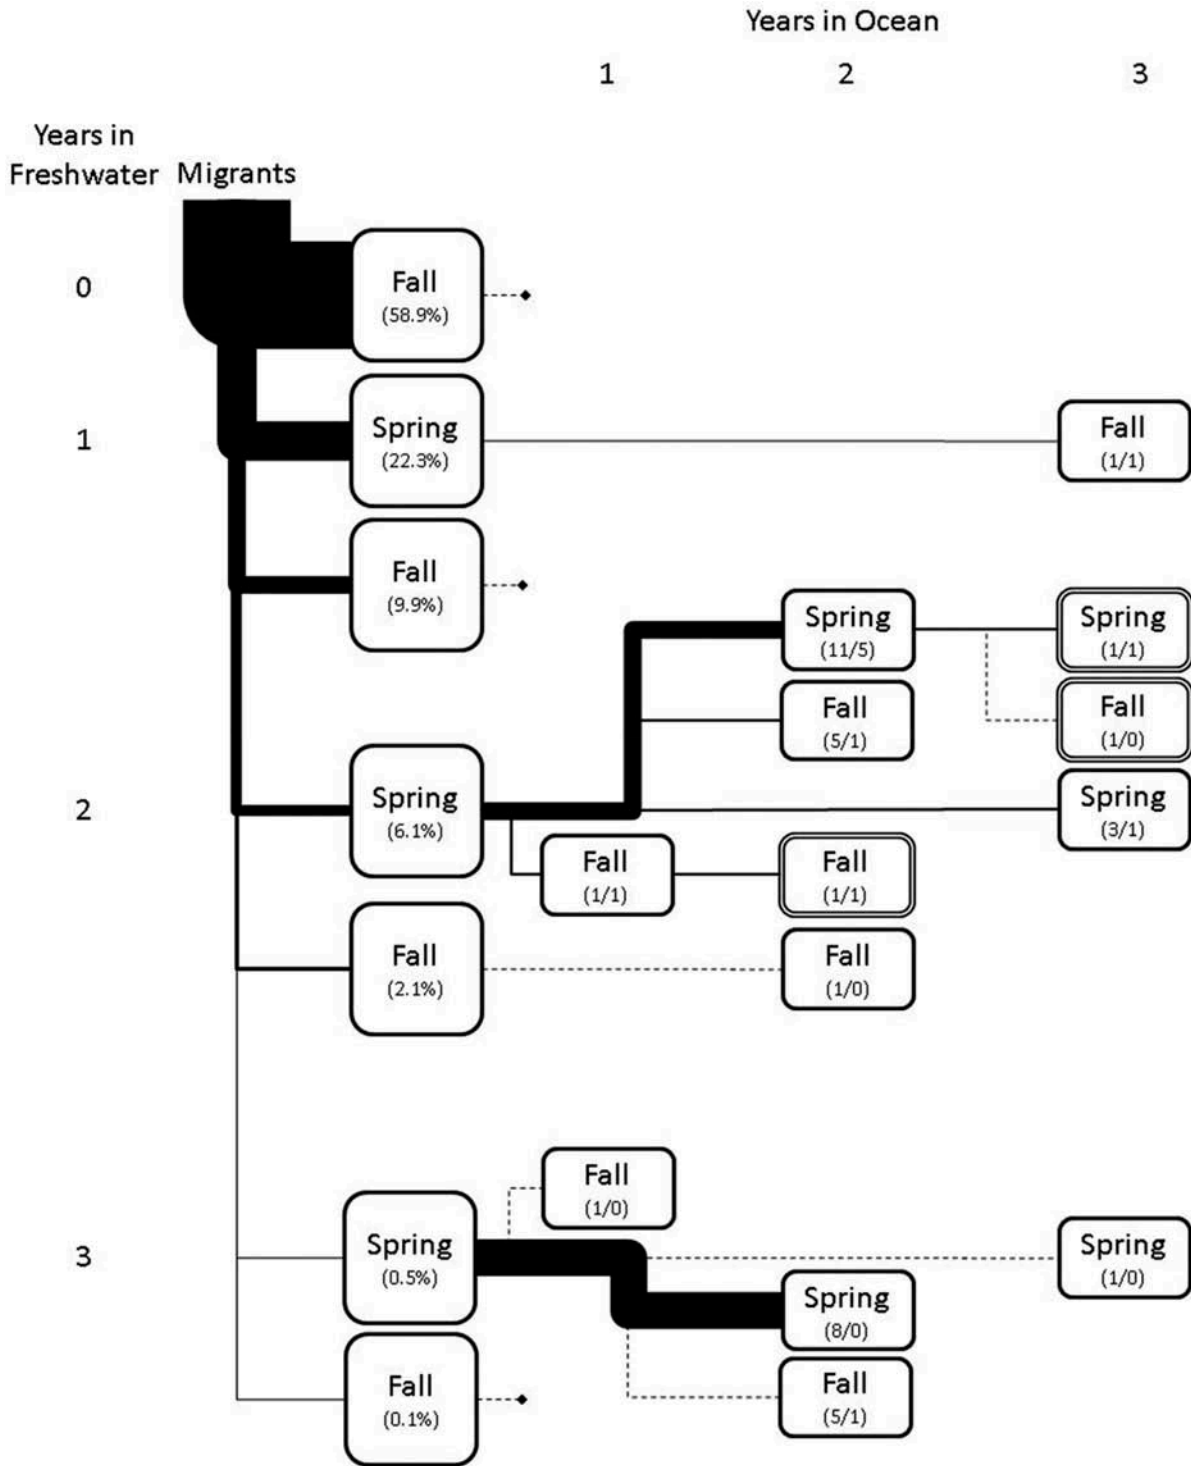 Years in Ocean
1 2 3
Years in
Freshwater Migrants
0
Fall
(58.9%)
1
Spring
(22.3%)
Fall
(1/1)
Fall
(9.9%)
Spring
(11/5)
Spring
(1/1)
Fall
(5/1)
Fall
(1/0)
2
Spring
(6.1%)
Spring
(3/1)
Fall
(1/1)
Fall
(1/1)
Fall
(2.1%)
Fall
(1/0)
Fall
(1/0)
3
Spring
(0.5%)
Spring
(1/0)
Spring
(8/0)
Fall
(0.1%)
Fall
(5/1)